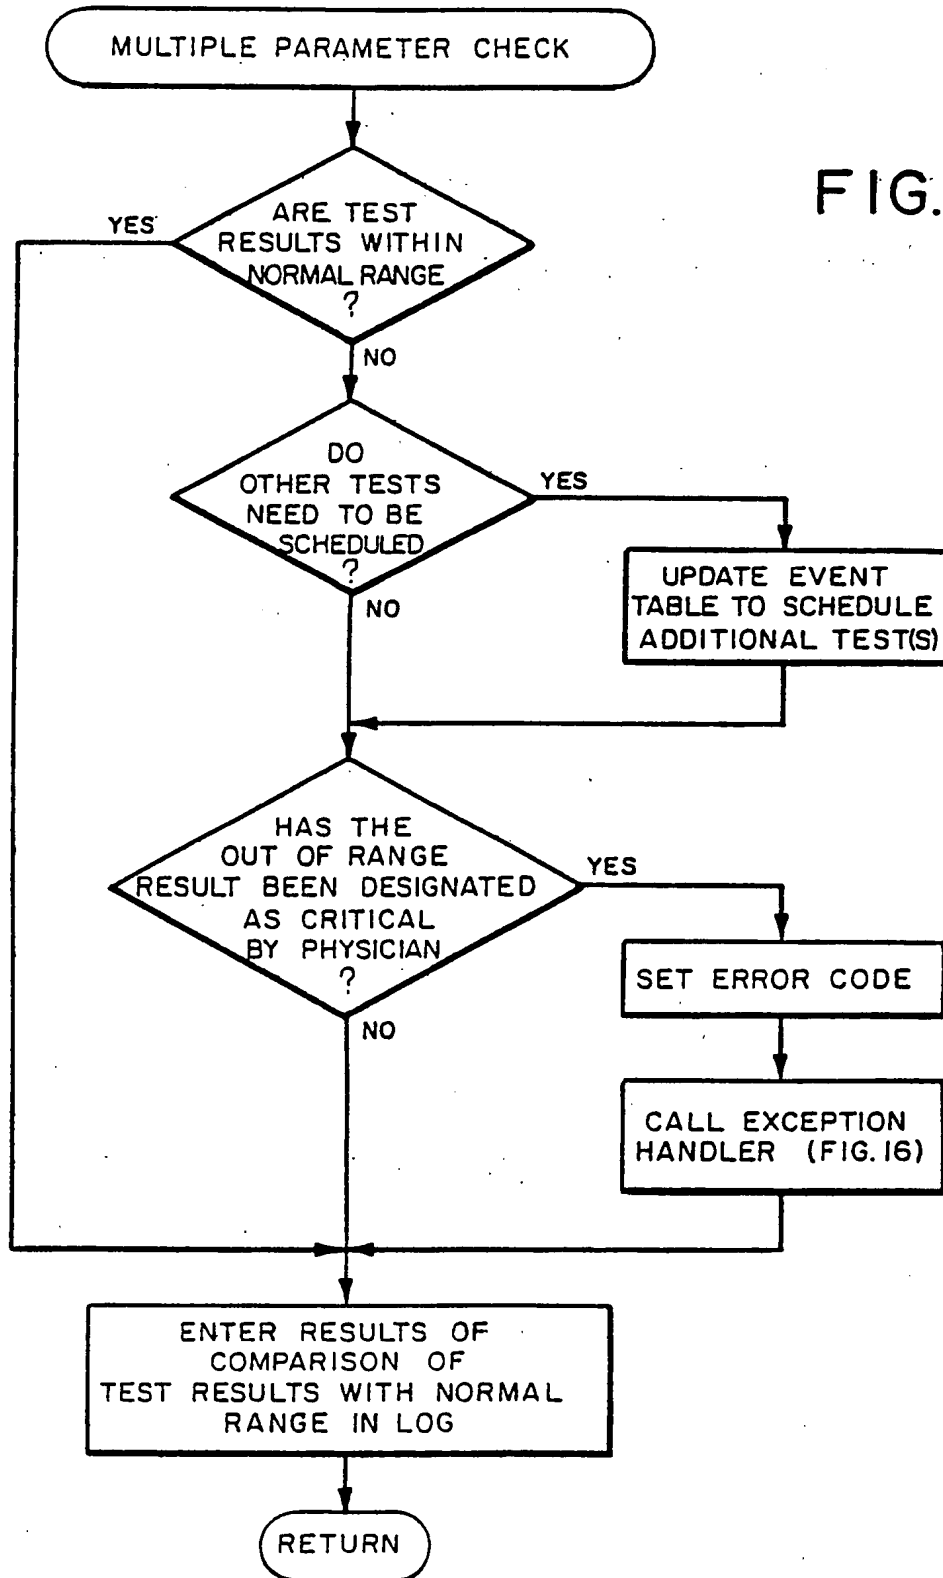 MULTIPLE PARAMETER CHECK
FIG.
ARE TEST
RESULTS WITHIN
NORMAL RANGE
?
YES
NO
DO
OTHER TESTS
NEED TO BE
SCHEDULED
?
YES
NO
UPDATE EVENT
TABLE TO SCHEDULE
ADDITIONAL TEST(S)
HAS THE
OUT OF RANGE
RESULT BEEN DESIGNATED
AS CRITICAL
BY PHYSICIAN
?
YES
NO
SET ERROR CODE
CALL EXCEPTION
HANDLER (FIG.16)
ENTER RESULTS OF
COMPARISON OF
TEST RESULTS WITH NORMAL
RANGE IN LOG
RETURN